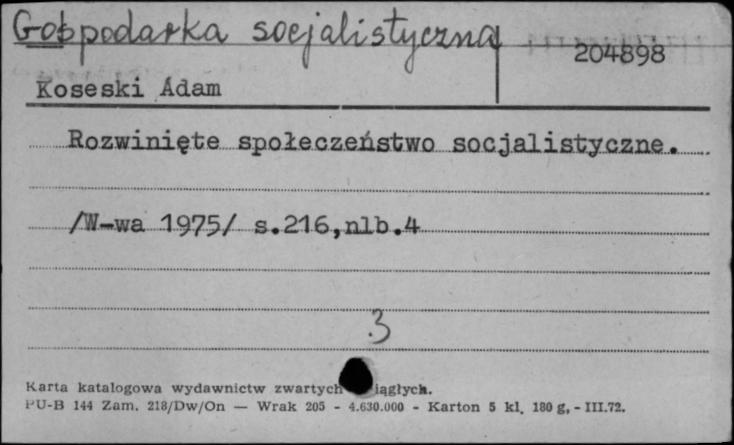 Gospodarka socjalistyczna
204898
Koseski Adam
Rozwinięte społeczeństwo socjalistyczne.
/W-wa 1975/ s.216,nlb.4
3
Karta katalogowa wydawnictw zwartych iągłych.
PU-B 144 Zam. 218/Dw/On — Wrak 205 - 4.630.000 - Karton 5 kl. 180 g, - III.72.